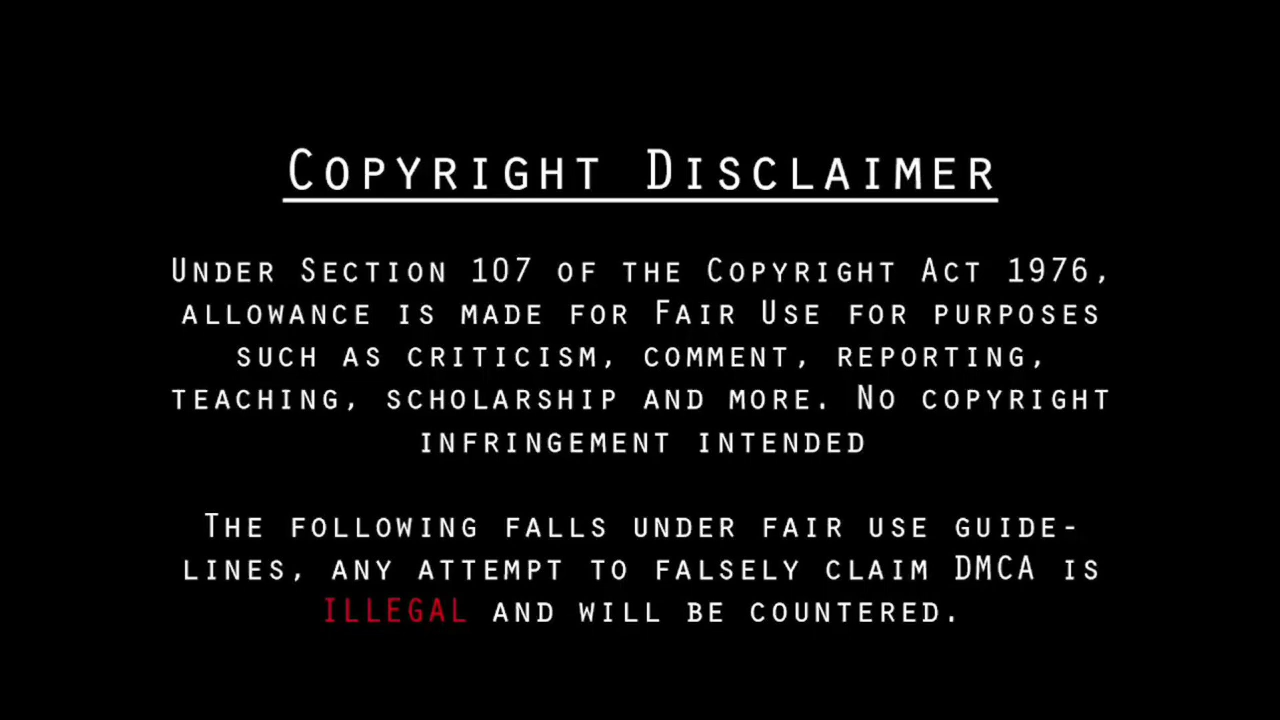 Copyright Disclaimer
Under Section 107 of the Copyright Act 1976,
allowance is made for Fair Use for purposes
such as criticism, comment, reporting,
teaching, scholarship and more. No copyright
infringement intended
The following falls under fair use guide-
lines, any attempt to falsely claim DMCA is
ILLEGAL and will be countered.